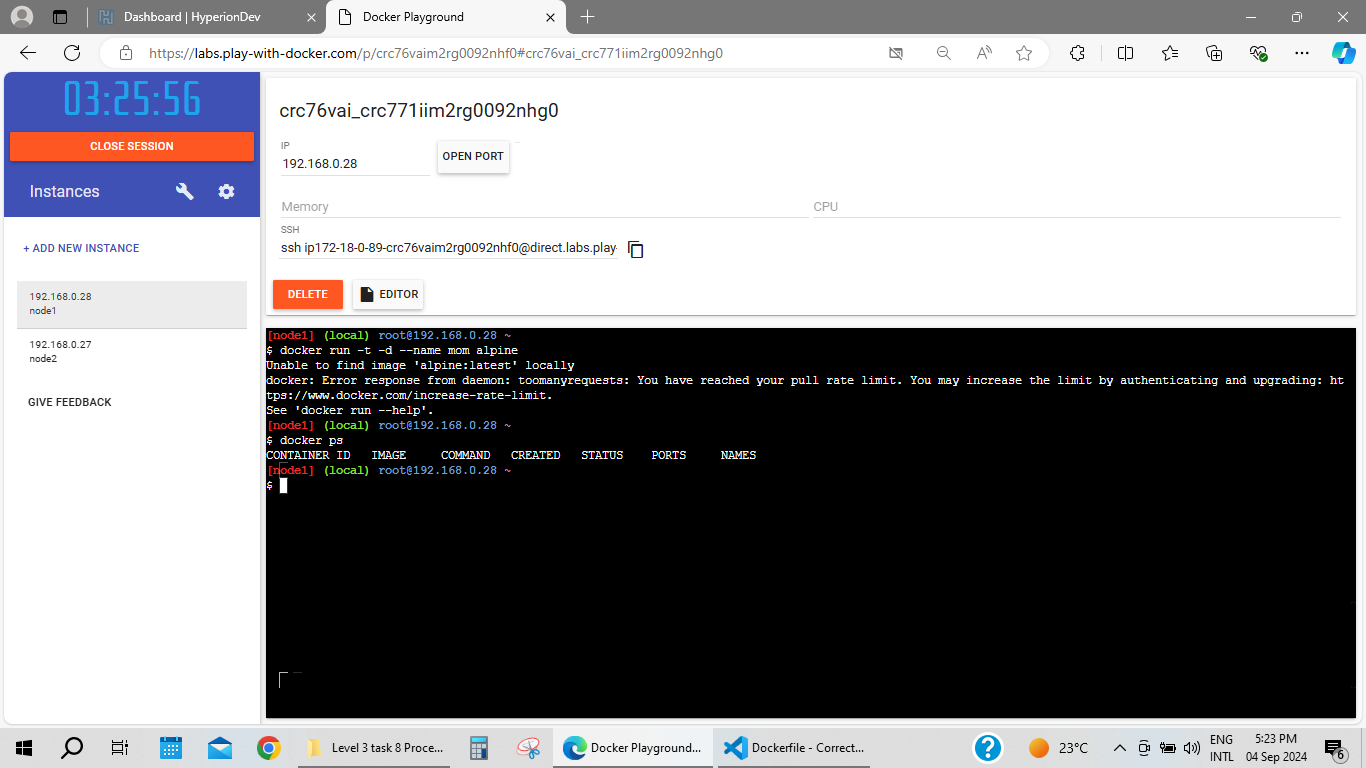 Dashboard | HyperionDev
Docker Playground
https://labs.play-with-docker.com/p/crc76vaim2rg0092nhf0#crc76vai_crc771iim2rg0092nhg0
03:25:56
CLOSE SESSION
Instances
+ ADD NEW INSTANCE
192.168.0.28
node1
192.168.0.27
node2
GIVE FEEDBACK
crc76vai_crc771iim2rg0092nhg0
IP
192.168.0.28
OPEN PORT
Memory
CPU
SSH
ssh ip172-18-0-89-crc76vaim2rg0092nhf0@direct.labs.play-
DELETE
EDITOR
[node1] (local) root@192.168.0.28 ~
$ docker run -t -d --name mom alpine
Unable to find image 'alpine:latest' locally
docker: Error response from daemon: toomanyrequests: You have reached your pull rate limit. You may increase the limit by authenticating and upgrading: ht
tps://www.docker.com/increase-rate-limit.
See 'docker run --help'.
[node1] (local) root@192.168.0.28 ~
$ docker ps
CONTAINER ID   IMAGE     COMMAND   CREATED   STATUS    PORTS     NAMES
[node1] (local) root@192.168.0.28 ~
$
Level 3 task 8 Proce...
Docker Playground...
Dockerfile - Correct...
23°C
ENG
INTL
5:23 PM
04 Sep 2024
6